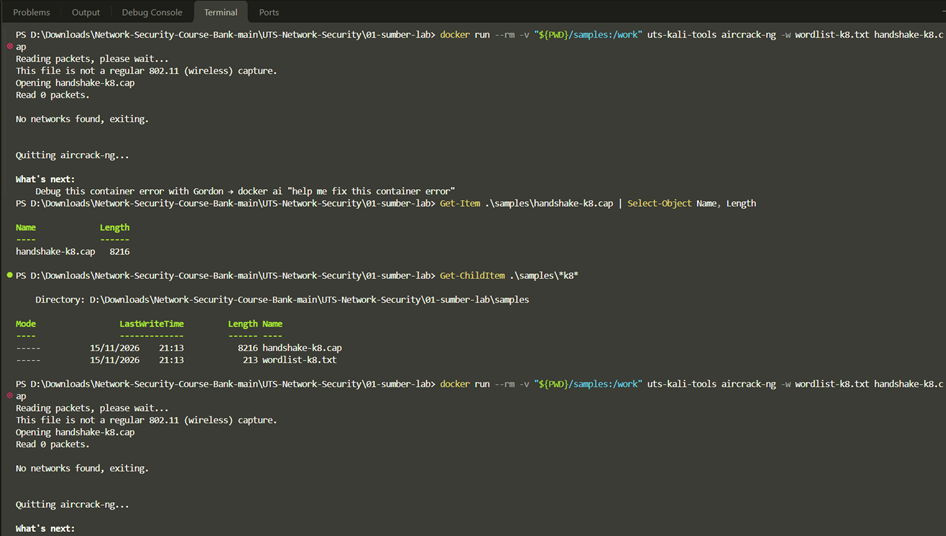 Problems Output Debug Console Terminal Ports
PS D:\Downloads\Network-Security-Course-Bank-main\UTS-Network-Security\01-sumber-lab> docker run --rm -v "${PWD}/samples:/work" uts-kali-tools aircrack-ng -w wordlist-k8.txt handshake-k8.c
ap
Reading packets, please wait...
This file is not a regular 802.11 (wireless) capture.
Opening handshake-k8.cap
Read 0 packets.
No networks found, exiting.
Quitting aircrack-ng...
What's next:
Debug this container error with Gordon → docker ai "help me fix this container error"
PS D:\Downloads\Network-Security-Course-Bank-main\UTS-Network-Security\01-sumber-lab> Get-Item .\samples\handshake-k8.cap | Select-Object Name, Length
Name Length
---- ------
handshake-k8.cap 8216
PS D:\Downloads\Network-Security-Course-Bank-main\UTS-Network-Security\01-sumber-lab> Get-ChildItem .\samples\*k8*
Directory: D:\Downloads\Network-Security-Course-Bank-main\UTS-Network-Security\01-sumber-lab\samples
Mode LastWriteTime Length Name
---- ------------- ------ ----
----- 15/11/2026 21:13 8216 handshake-k8.cap
----- 15/11/2026 21:13 213 wordlist-k8.txt
PS D:\Downloads\Network-Security-Course-Bank-main\UTS-Network-Security\01-sumber-lab> docker run --rm -v "${PWD}/samples:/work" uts-kali-tools aircrack-ng -w wordlist-k8.txt handshake-k8.c
ap
Reading packets, please wait...
This file is not a regular 802.11 (wireless) capture.
Opening handshake-k8.cap
Read 0 packets.
No networks found, exiting.
Quitting aircrack-ng...
What's next: